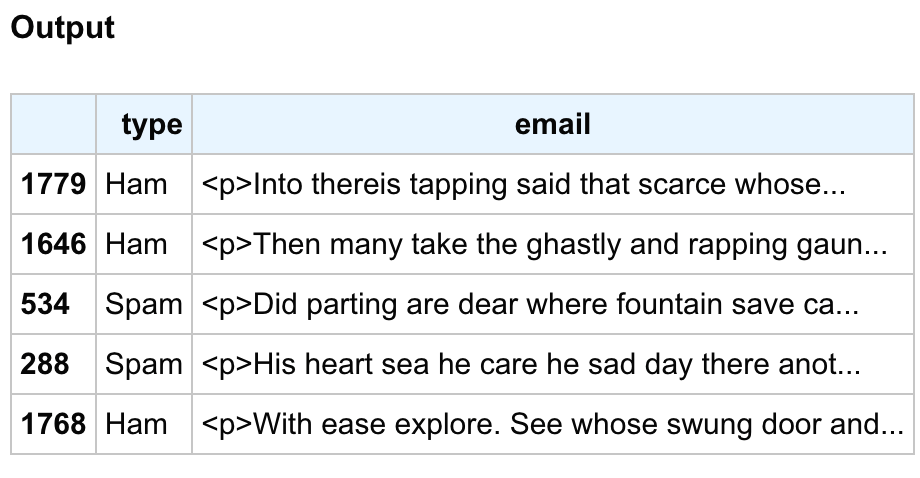 Output
type email
1779 Ham <p>Into thereis tapping said that scarce whose...
1646 Ham <p>Then many take the ghastly and rapping gaun...
534 Spam <p>Did parting are dear where fountain save ca...
288 Spam <p>His heart sea he care he sad day there anot...
1768 Ham <p>With ease explore. See whose swung door and...